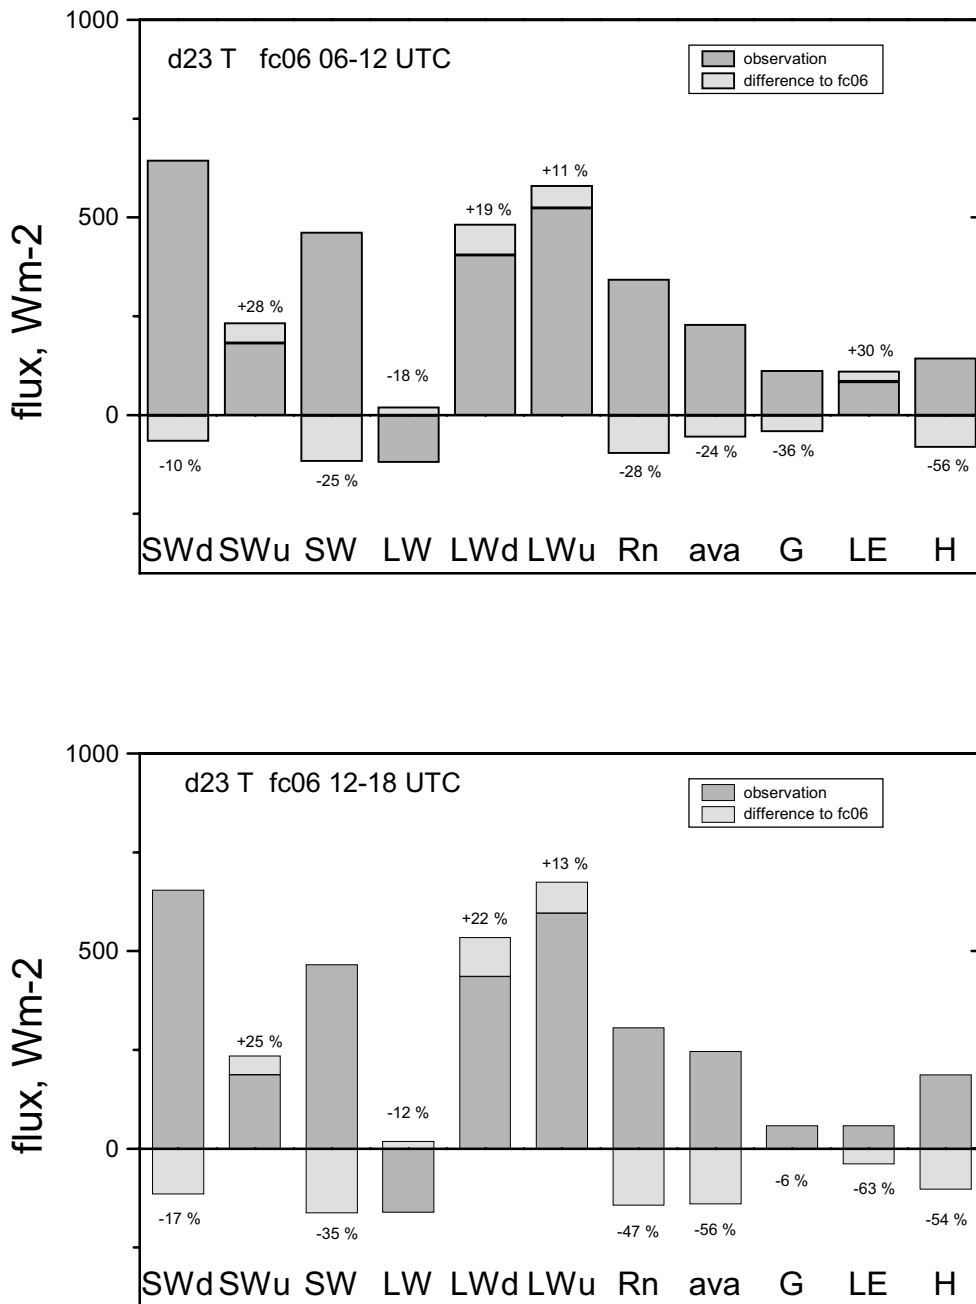 1000
d23 T fc06 06-12 UTC
observation
difference to fc06
+11 %
+19 %
500
+28 %
+30 %
-18 %
0
-10 %
-25 %
-28 %
-24 %
-36 %
-56 %
SWd SWu SW LW LWd LWu Rn ava G LE H
flux, Wm-2
1000
d23 T fc06 12-18 UTC
observation
difference to fc06
+13 %
+22 %
500
+25 %
-12 %
0
-17 %
-35 %
-47 %
-56 %
-6 %
-63 %
-54 %
SWd SWu SW LW LWd LWu Rn ava G LE H
flux, Wm-2